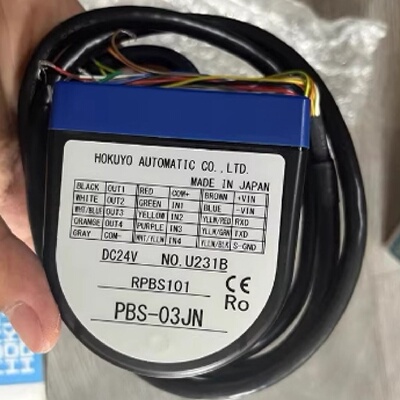 HOKUYO AUTOMATIC CO.,LTD.
MADE IN JAPAN
BLACK OUT1 RED COM+ BROWN +VIN
WHITE OUT2 GREEN IN1 BLUE -VIN
WHT/BLUE OUT3 YELLOW IN2 YLLW/RED RXD
ORANGE OUT4 PURPLE IN3 YLLW/GRN TXD
GRAY COM- WHT/YLLW IN4 YLLW/BLK S-GND
DC24V NO.U231B
RPBS101
CE
RoHS
PBS-03JN